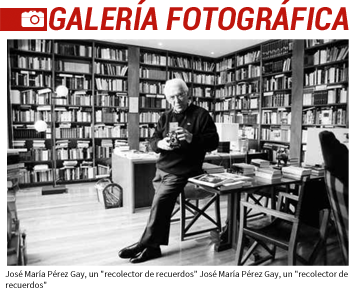 GALERÍA FOTOGRÁFICA
José María Pérez Gay, un "recolector de recuerdos" José María Pérez Gay, un "recolector de
recuerdos"